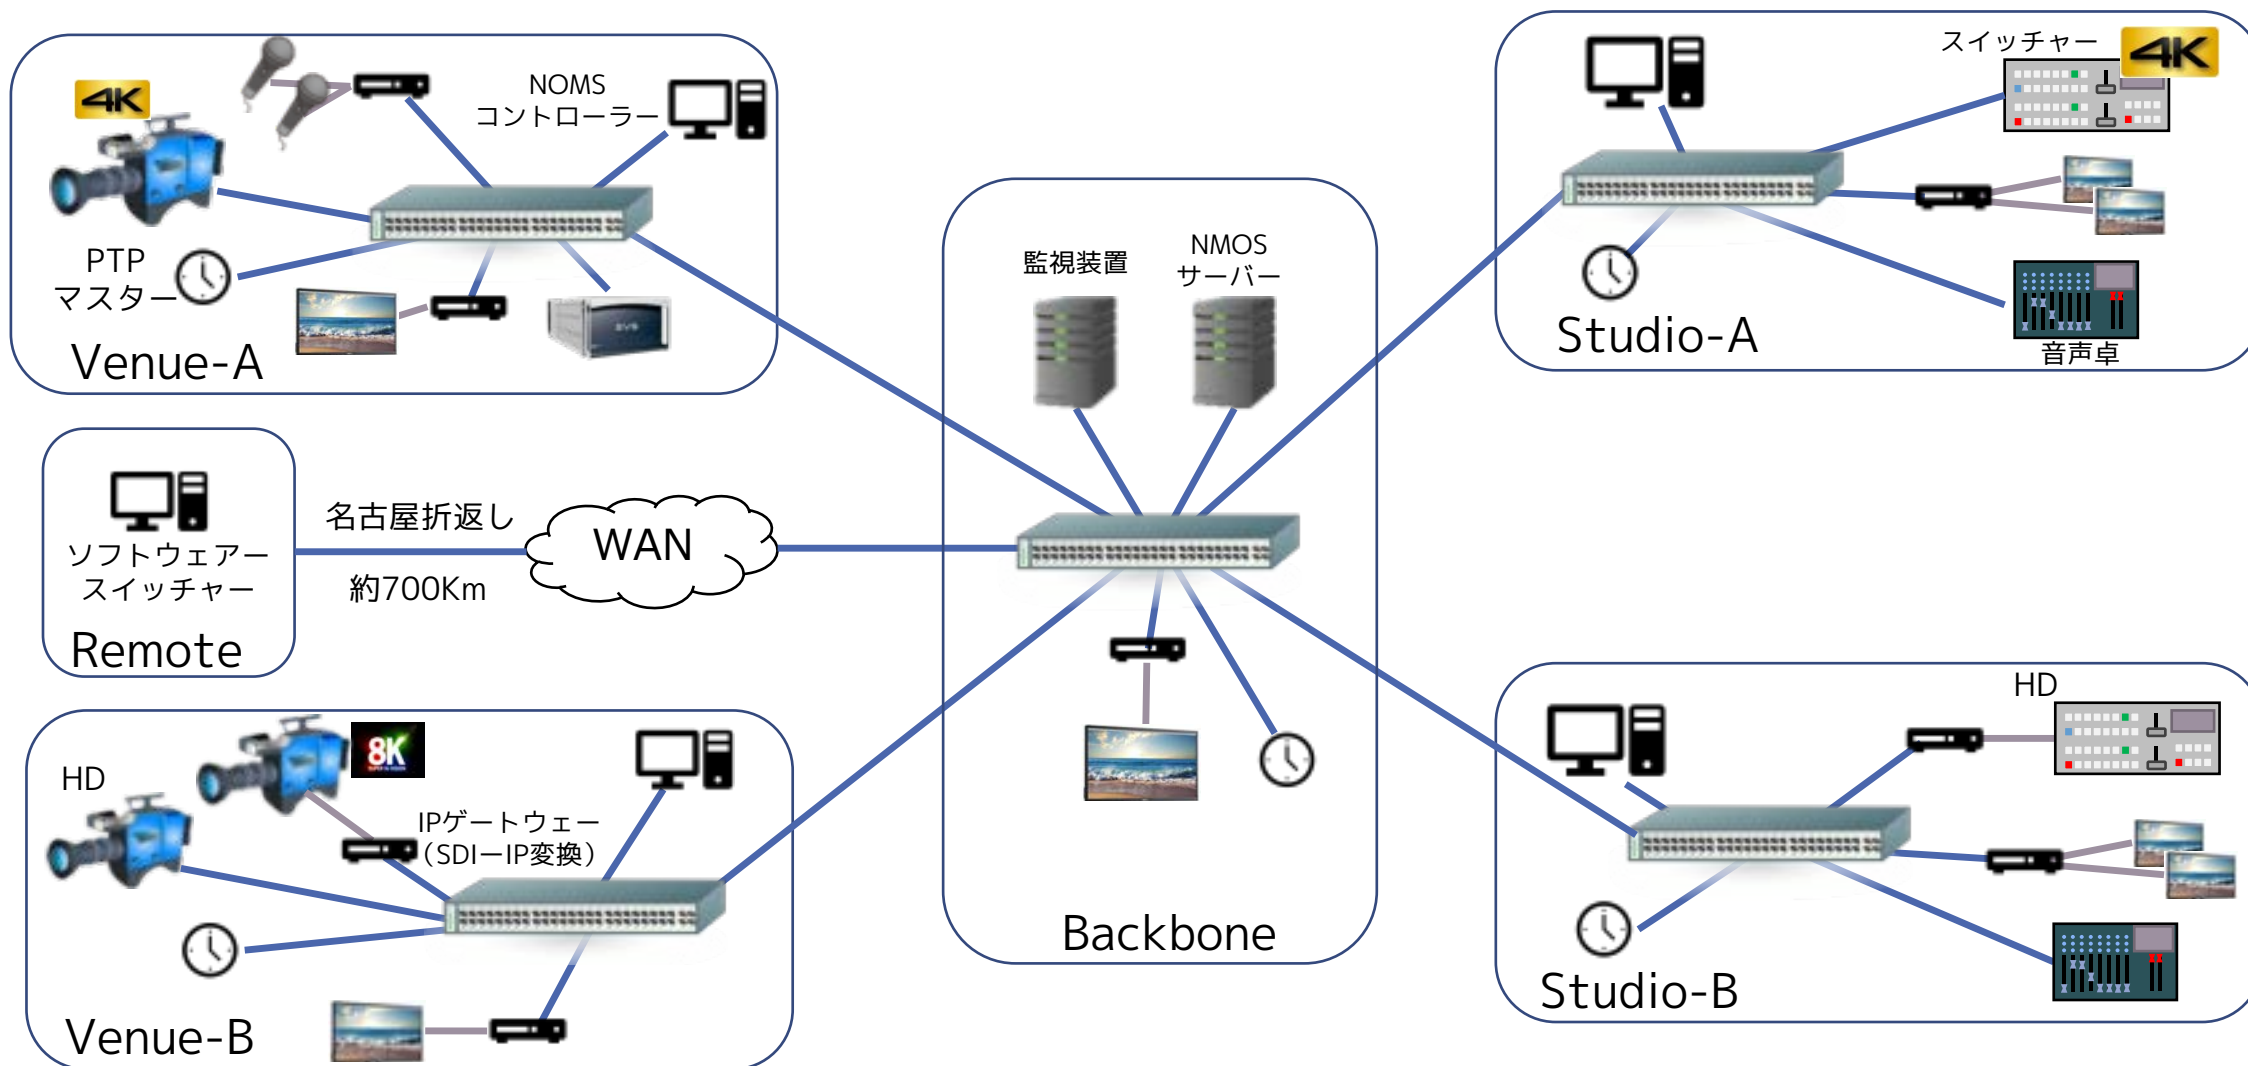 4K
NOMS
コントローラー
PTP
マスター
Venue-A
ソフトウェアー
スイッチャー
Remote
名古屋折返し
約700Km
WAN
HD
8K
IPゲートウェー
（SDIーIP変換）
Venue-B
監視装置
NMOS
サーバー
Backbone
スイッチャー
4K
音声卓
Studio-A
HD
Studio-B